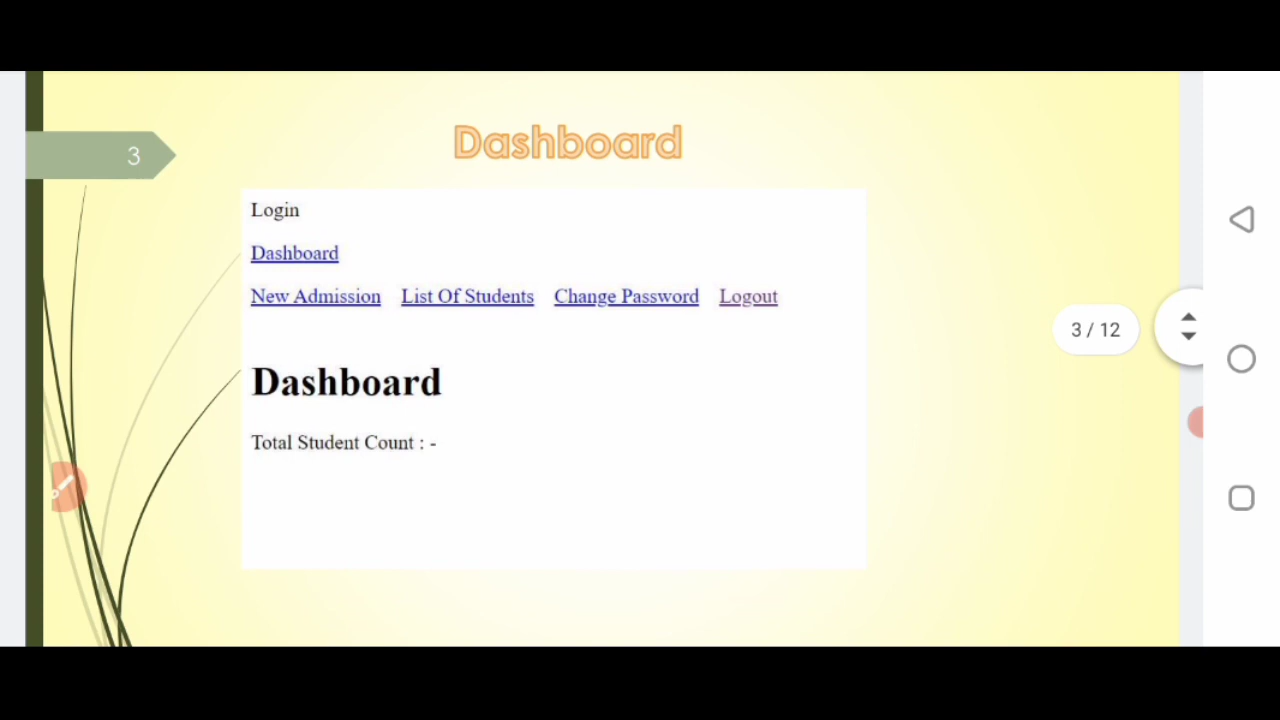 Dashboard
3
Login
Dashboard
New Admission List Of Students Change Password Logout
3 / 12
Dashboard
Total Student Count : -